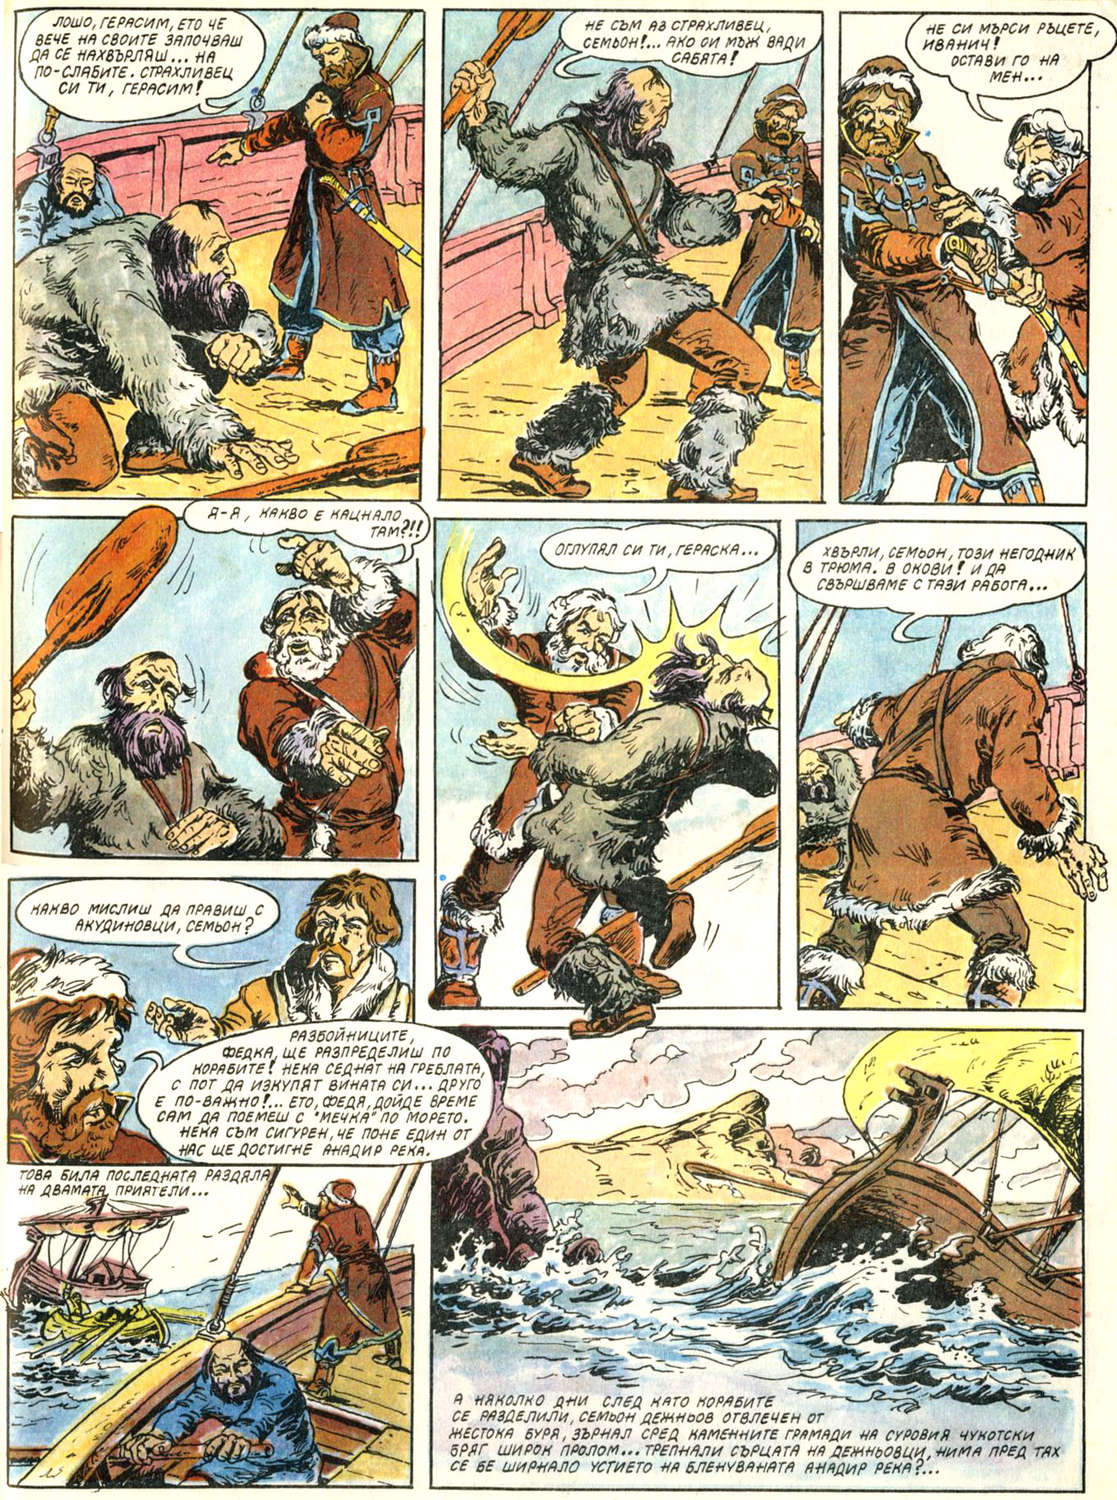 ЛОШО, ГЕРАСИМ, ЕТО ЧЕ
ВЕЧЕ НА СВОИТЕ ЗАПОЧВАШ
ДА СЕ НАХВЪРЛЯШ... НА
ПО-СЛАБИТЕ. СТРАХЛИВЕЦ
СИ ТИ, ГЕРАСИМ!
НЕ СЪМ АЗ СТРАХЛИВЕЦ,
СЕМЬОН!... АКО СИ МЪЖ ВАДИ
САБЯТА!
НЕ СИ МЪРСИ РЪЦЕТЕ,
ИВАНИЧ!
ОСТАВИ ГО НА
МЕН...
Я-Я, КАКВО Е КАЦНАЛО
ТАМ?!!
ОГЛУПЯЛ СИ ТИ, ГЕРАСКА...
ХВЪРЛИ, СЕМЬОН, ТОЗИ НЕГОДНИК
В ТРЮМА. В ОКОВИ! И ДА
СВЪРШВАМЕ С ТАЗИ РАБОТА...
КАКВО МИСЛИШ ДА ПРАВИШ С
АКУДИНОВЦИ, СЕМЬОН?
РАЗБОЙНИЦИТЕ,
ФЕДКА, ЩЕ РАЗПРЕДЕЛИШ ПО
КОРАБИТЕ! НЕКА СЕДНАТ НА ГРЕБЛАТА,
С ПОТ ДА ИЗКУПЯТ ВИНАТА СИ... ДРУГО
Е ПО-ВАЖНО!... ЕТО, ФЕДЯ, ДОЙДЕ ВРЕМЕ
САМ ДА ПОЕМЕШ С "МЕЧКА" ПО МОРЕТО.
НЕКА СЪМ СИГУРЕН, ЧЕ ПОНЕ ЕДИН ОТ
НАС ЩЕ ДОСТИГНЕ АНАДИР РЕКА.
ТОВА БИЛА ПОСЛЕДНАТА РАЗДЯЛА
НА ДВАМАТА ПРИЯТЕЛИ...
А НЯКОЛКО ДНИ СЛЕД КАТО КОРАБИТЕ
СЕ РАЗДЕЛИЛИ, СЕМЬОН ДЕЖНЬОВ ОТВЛЕЧЕН ОТ
ЖЕСТОКА БУРЯ, ЗЪРНАЛ СРЕД КАМЕННИТЕ ГРАМАДИ НА СУРОВИЯ ЧУКОТСКИ
БРЯГ ШИРОК ПРОЛОМ... ТРЕПНАЛИ СЪРЦАТА НА ДЕЖНЬОВЦИ, НИМА ПРЕД ТЯХ
СЕ БЕ ШИРНАЛО УСТИЕТО НА БЛЕНУВАНАТА АНАДИР РЕКА?...